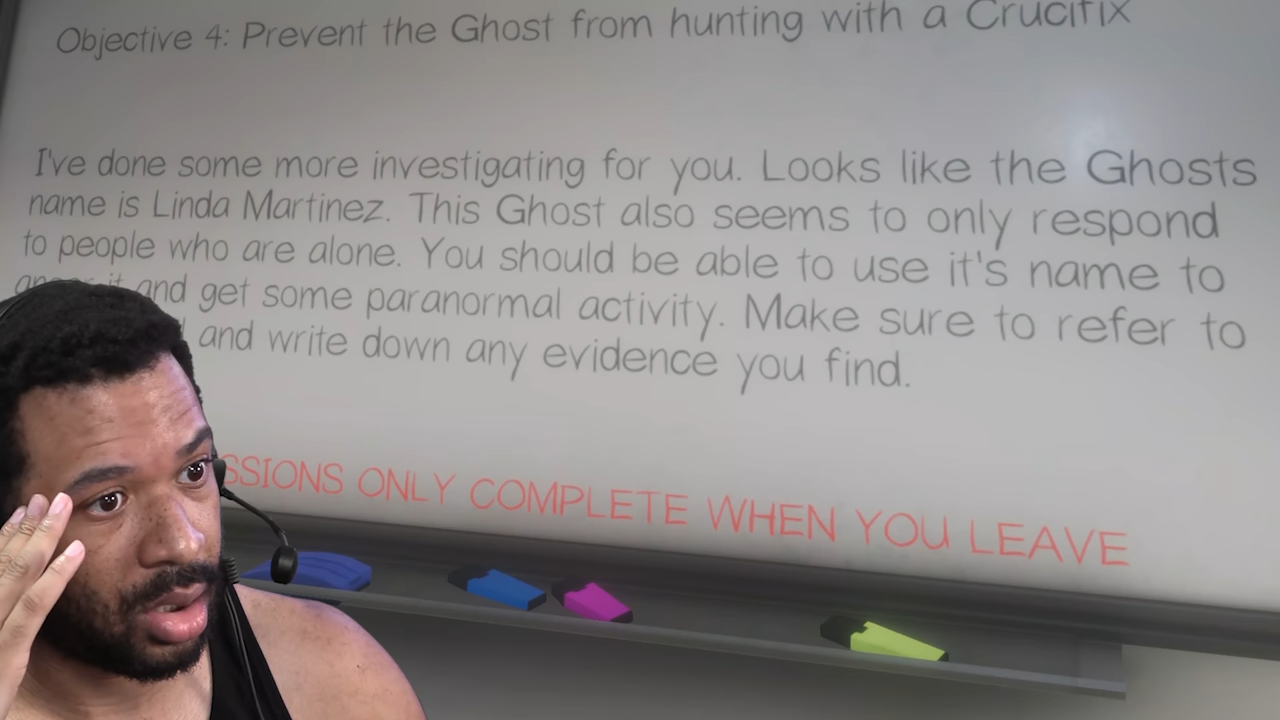 Objective 4: Prevent the Ghost from hunting with a Crucifix
I've done some more investigating for you. Looks like the Ghosts
name is Linda Martinez. This Ghost also seems to only respond
to people who are alone. You should be able to use it's name to
and get some paranormal activity. Make sure to refer to
and write down any evidence you find.
ONLY COMPLETE WHEN YOU LEAVE